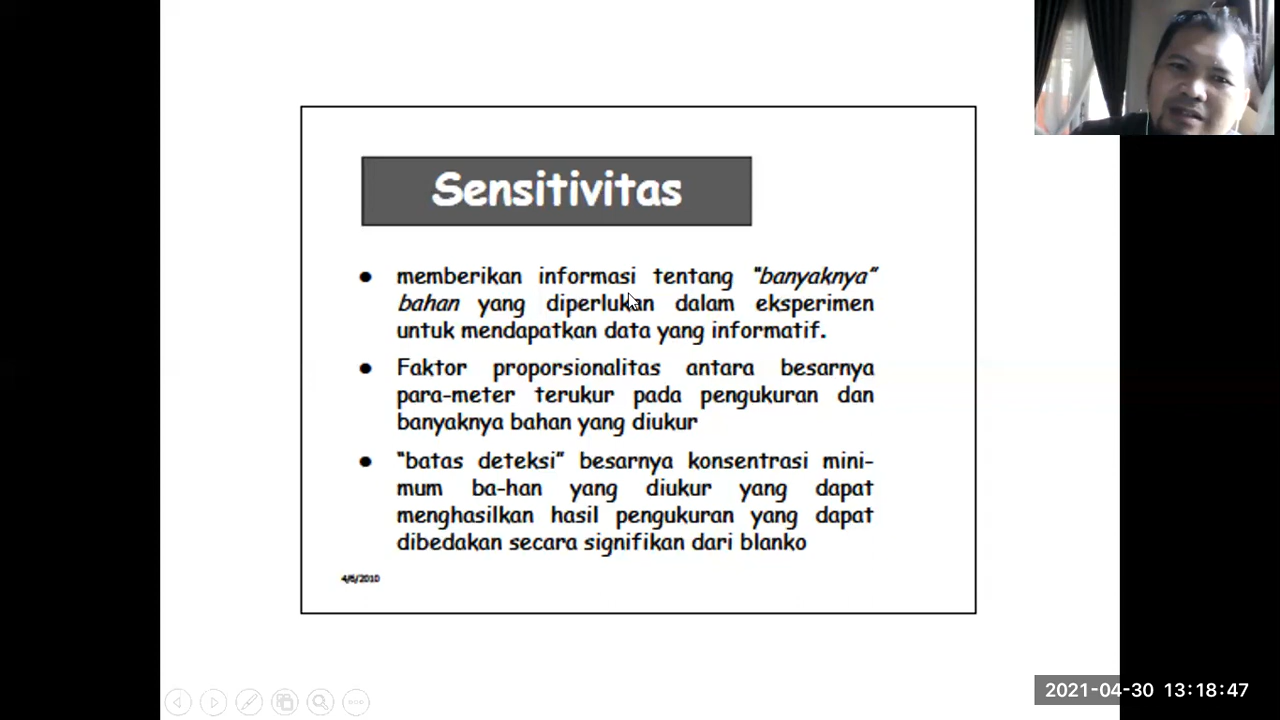 Sensitivitas
● memberikan informasi tentang “banyaknya”
bahan yang diperlukan dalam eksperimen
untuk mendapatkan data yang informatif.
● Faktor proporsionalitas antara besarnya
para-meter terukur pada pengukuran dan
banyaknya bahan yang diukur
● “batas deteksi” besarnya konsentrasi mini-
mum ba-han yang diukur yang dapat
menghasilkan hasil pengukuran yang dapat
dibedakan secara signifikan dari blanko
2021-04-30 13:18:47